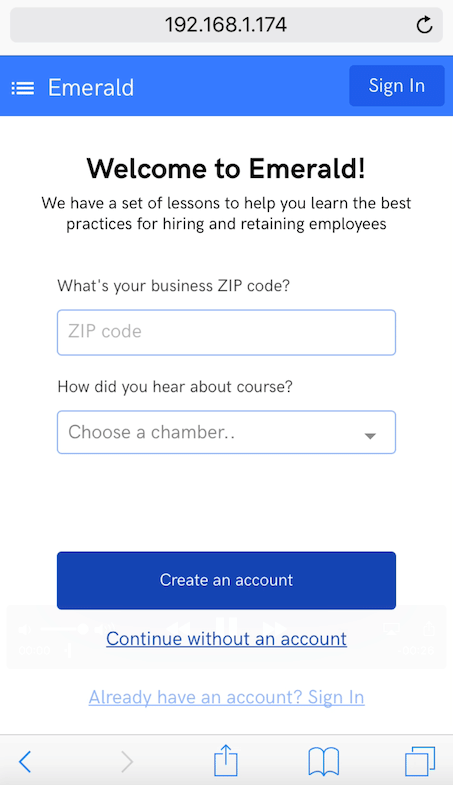 192.168.1.174
Emerald
Sign In
Welcome to Emerald!
We have a set of lessons to help you learn the best
practices for hiring and retaining employees
What's your business ZIP code?
ZIP code
How did you hear about course?
Choose a chamber..
Create an account
Continue without an account
Already have an account? Sign In